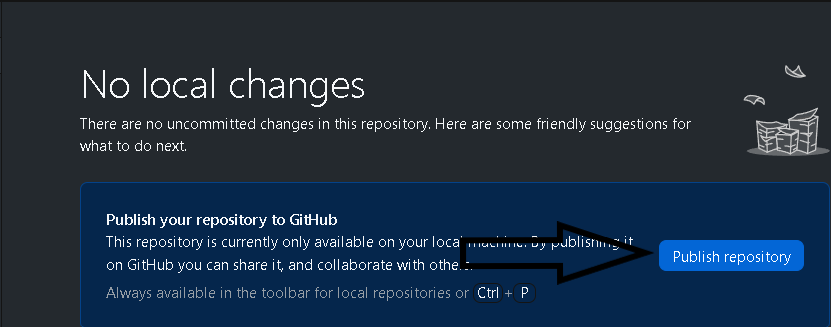 No local changes
There are no uncommitted changes in this repository. Here are some friendly suggestions for
what to do next.
Publish your repository to GitHub
This repository is currently only available on your local machine. By publishing it
on GitHub you can share it, and collaborate with others.
Publish repository
Always available in the toolbar for local repositories or Ctrl + P